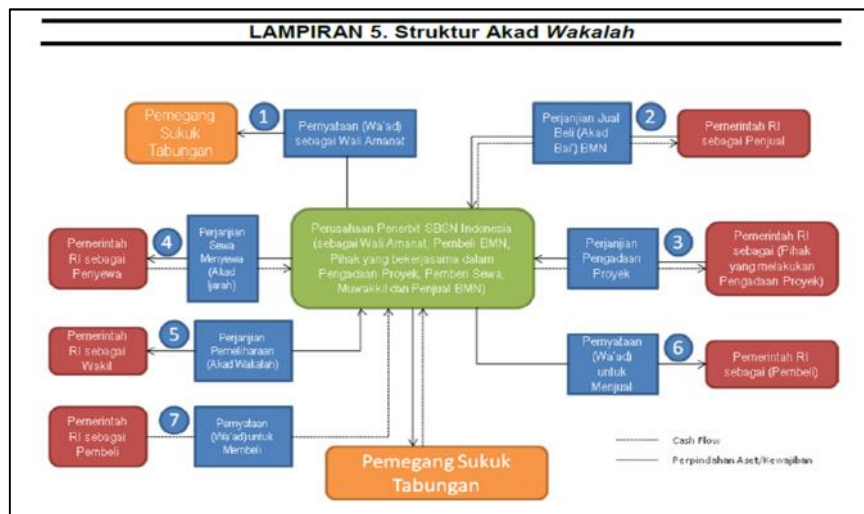 LAMPIRAN 5. Struktur Akad Wakalah
Pemegang
Sukuk
Tabungan
1
Pernyataan (Wa'ad)
sebagai Wali Amanat
Perjanjian Jual
Beli (Akad
Bai') BMN
2
Pemerintah RI
sebagai Penjual
Pemerintah
RI sebagai
Penyewa
4
Perjanjian
Sewa
Menyewa
(Akad
Ijarah)
Perusahaan Penerbit SBSN Indonesia
(sebagai Wali Amanat, Pembeli BMN,
Pihak yang bekerjasama dalam
Pengadaan Proyek, Pemberi Sewa,
Muwakkil dan Penjual BMN)
Perjanjian
Pengadaan
Proyek
3
Pemerintah RI
sebagai (Pihak
yang melakukan
Pengadaan Proyek)
Pemerintah
RI sebagai
Wakil
5
Perjanjian
Pemeliharaan
(Akad Wakalah)
Pernyataan
(Wa'ad)
untuk
Menjual
6
Pemerintah RI
sebagai (Pembeli)
Pemerintah
RI sebagai
Pembeli
7
Pernyataan
(Wa'ad) untuk
Membeli
Pemegang Sukuk
Tabungan
Cash Flow
Perpindahan Aset/Kewajiban